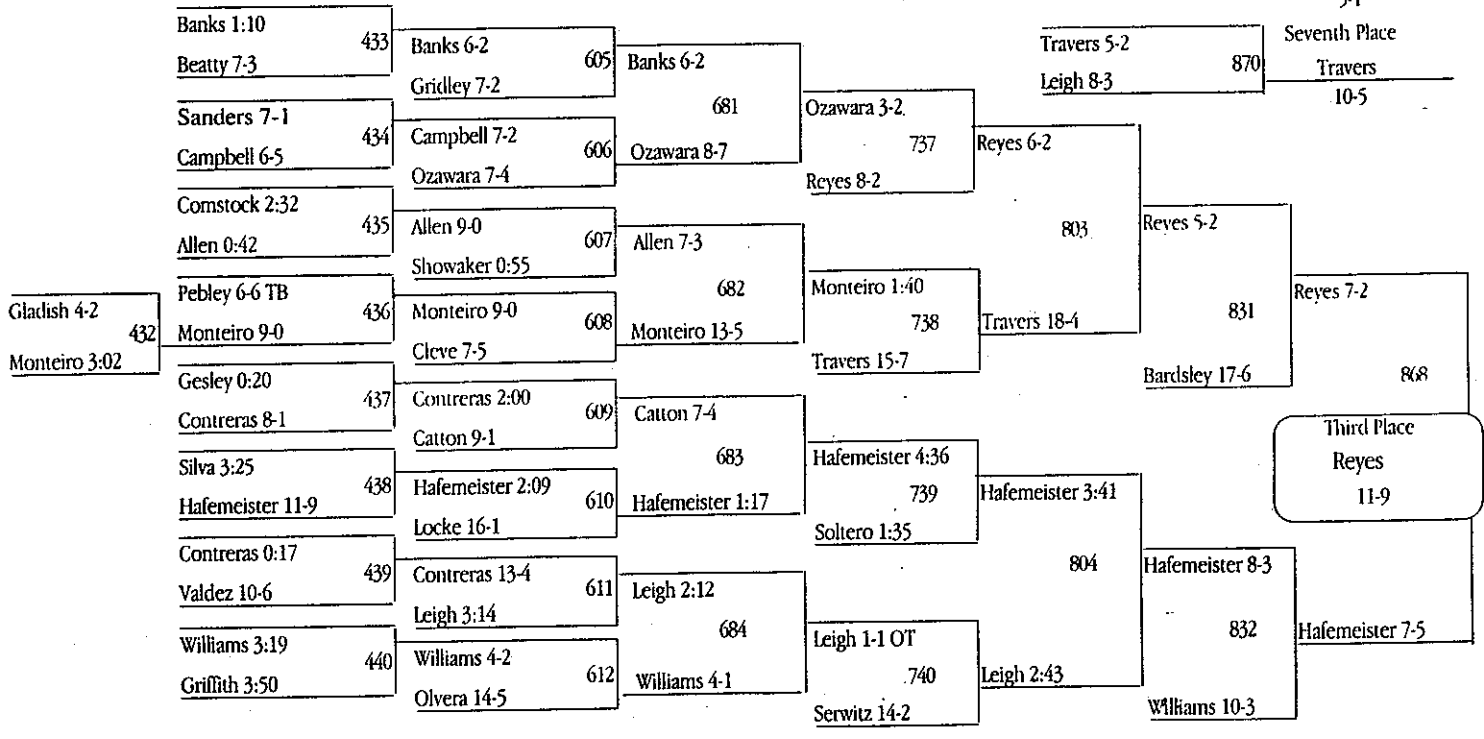 Banks 1:10
433
Beatty 7-3
Sanders 7-1
434
Campbell 6-5
Comstock 2:32
435
Allen 0:42
Gladish 4-2
432
Monteiro 3:02
Pebley 6-6 TB
436
Monteiro 9-0
Gesley 0:20
437
Contreras 8-1
Silva 3:25
438
Hafemeister 11-9
Contreras 0:17
439
Valdez 10-6
Williams 3:19
440
Griffith 3:50
Banks 6-2
605
Gridley 7-2
Campbell 7-2
606
Ozawara 7-4
Allen 9-0
607
Showaker 0:55
Monteiro 9-0
608
Cleve 7-5
Contreras 2:00
609
Catton 9-1
Hafemeister 2:09
610
Locke 16-1
Contreras 13-4
611
Leigh 3:14
Williams 4-2
612
Olvera 14-5
Banks 6-2
681
Ozawara 8-7
Allen 7-3
682
Monteiro 13-5
Catton 7-4
683
Hafemeister 1:17
Leigh 2:12
684
Williams 4-1
Ozawara 3-2
737
Reyes 8-2
Monteiro 1:40
738
Travers 15-7
Hafemeister 4:36
739
Soltero 1:35
Leigh 1-1 OT
740
Serwitz 14-2
Reyes 6-2
803
Travers 18-4
Hafemeister 3:41
804
Leigh 2:43
Reyes 5-2
831
Bardsley 17-6
Hafemeister 8-3
832
Williams 10-3
Reyes 7-2
868
Hafemeister 7-5
Third Place
Reyes
11-9
Travers 5-2
870
Leigh 8-3
Seventh Place
Travers
10-5